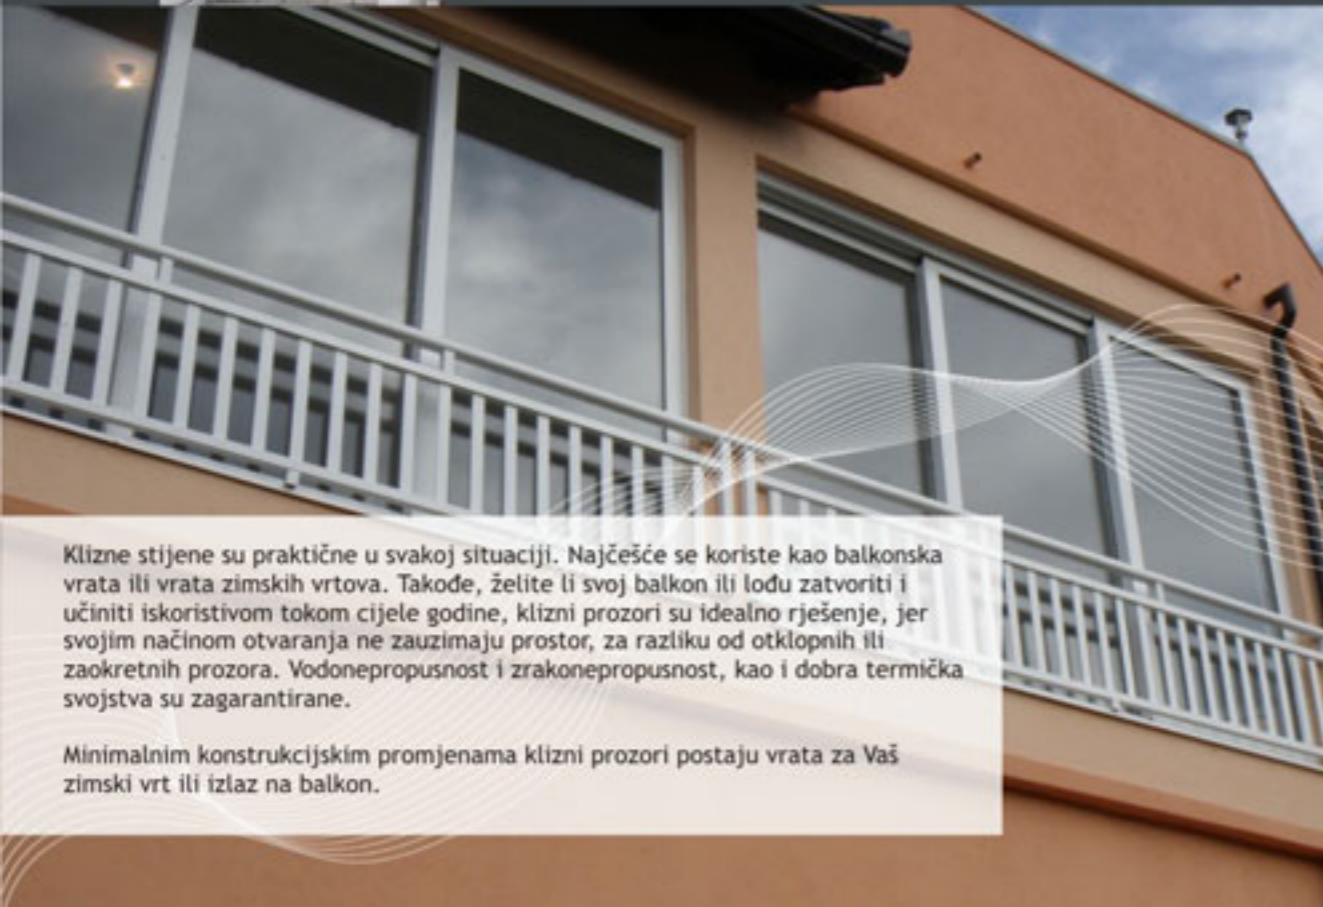 Klizne stijene su praktične u svakoj situaciji. Najčešće se koriste kao balkonska
vrata ili vrata zimskih vrtova. Takođe, želite li svoj balkon ili lođu zatvoriti i
učiniti iskoristivom tokom cijele godine, klizni prozori su idealno rješenje, jer
svojim načinom otvaranja ne zauzimaju prostor, za razliku od otklopnih ili
zaokretnih prozora. Vodonepropusnost i zrakonepropusnost, kao i dobra termička
svojstva su zagarantirane.
Minimalnim konstrukcijskim promjenama klizni prozori postaju vrata za Vaš
zimski vrt ili izlaz na balkon.